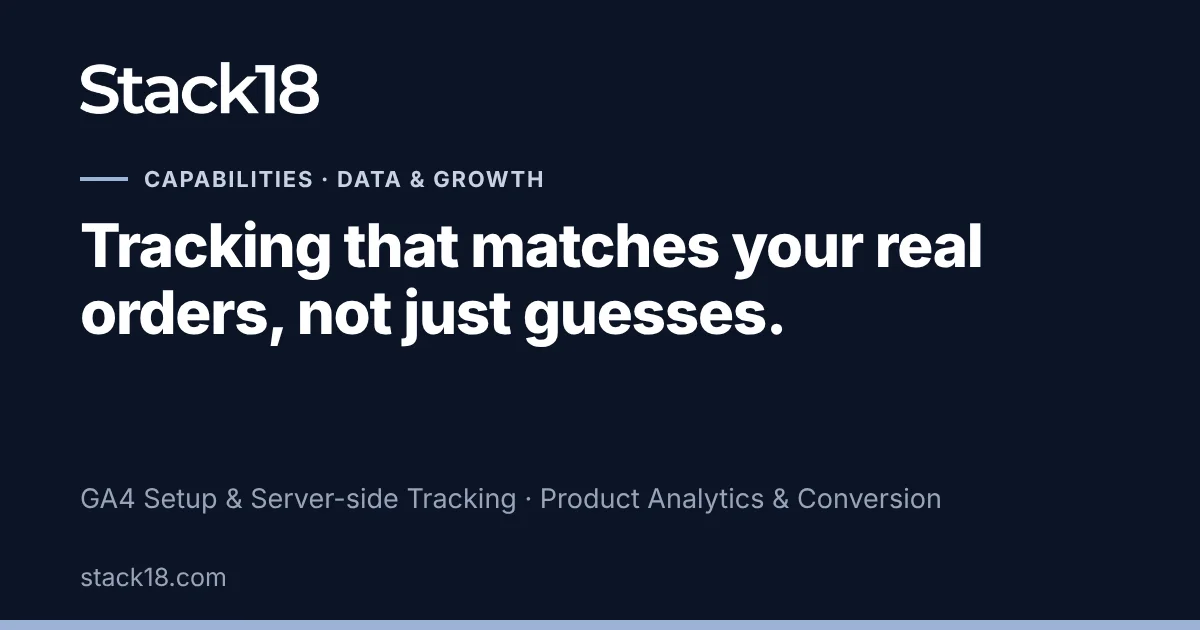 Stack18
CAPABILITIES · DATA & GROWTH
Tracking that matches your real
orders, not just guesses.
GA4 Setup & Server-side Tracking · Product Analytics & Conversion
stack18.com